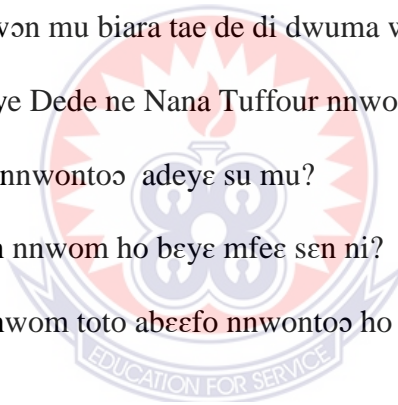 wɔn mu biara tae de di dwuma w
ye Dede ne Nana Tuffour nnwo
nnwontoɔ adeyɛ su mu?
n nnwom ho bɛyɛ mfeɛ sɛn ni?
nwom toto abɛɛfo nnwontoɔ ho
EDUCATION FOR SERVICE